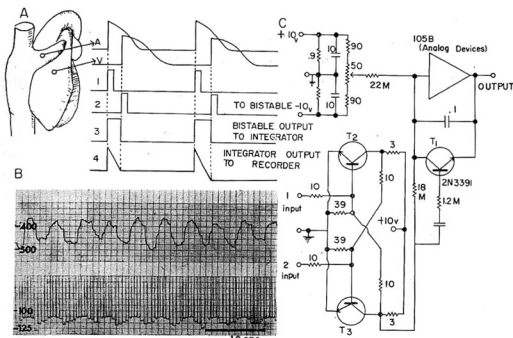 A
A
V
1
2
3
4
TO BISTABLE
BISTABLE OUTPUT
TO INTEGRATOR
INTEGRATOR OUTPUT
TO RECORDER
B
400
500
100
125
C
+10v
-10v
.9
10
10
90
50
90
22M
105B
(Analog Devices)
OUTPUT
.1
T1
2N3391
1.2M
18
M
T2
3
10
1
input
10
39
39
+10v
2
input
10
10
3
T3